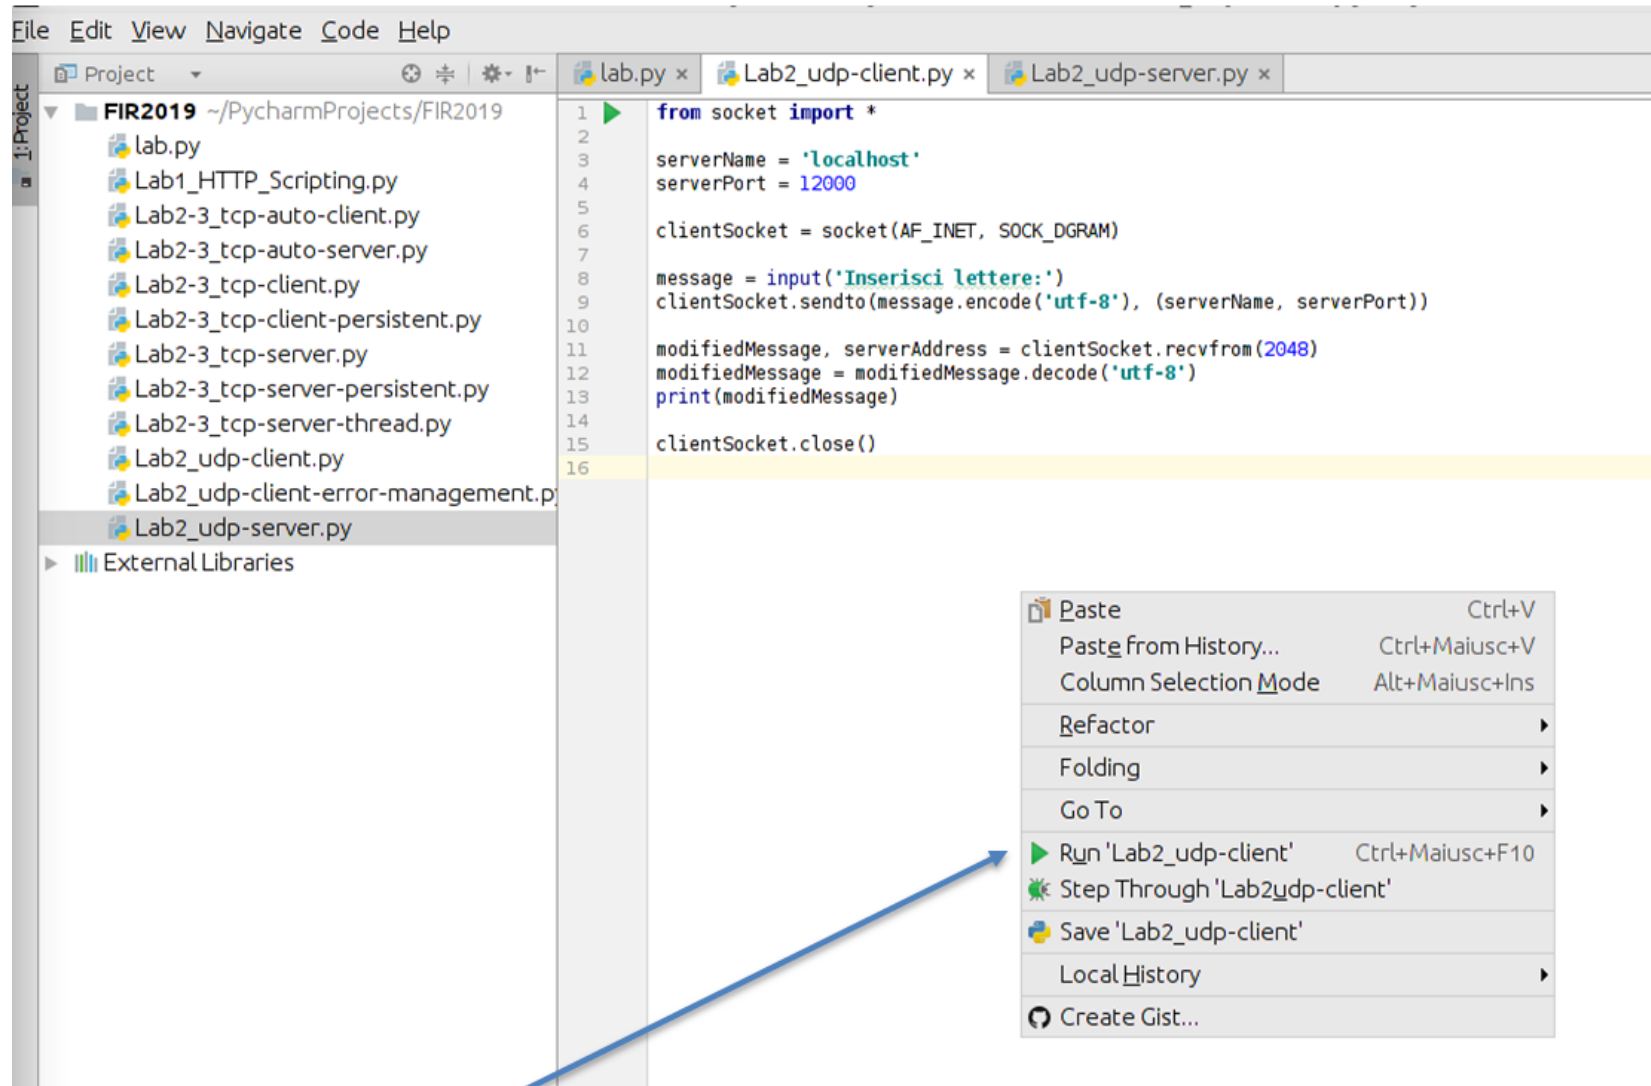 File Edit View Navigate Code Help
1: Project
Project
FIR2019 ~/PycharmProjects/FIR2019
lab.py
Lab1_HTTP_Scripting.py
Lab2-3_tcp-auto-client.py
Lab2-3_tcp-auto-server.py
Lab2-3_tcp-client.py
Lab2-3_tcp-client-persistent.py
Lab2-3_tcp-server.py
Lab2-3_tcp-server-persistent.py
Lab2-3_tcp-server-thread.py
Lab2_udp-client.py
Lab2_udp-client-error-management.py
Lab2_udp-server.py
External Libraries
lab.py Lab2_udp-client.py Lab2_udp-server.py
1 from socket import *
2
3 serverName = 'localhost'
4 serverPort = 12000
5
6 clientSocket = socket(AF_INET, SOCK_DGRAM)
7
8 message = input('Inserisci lettere:')
9 clientSocket.sendto(message.encode('utf-8'), (serverName, serverPort))
10
11 modifiedMessage, serverAddress = clientSocket.recvfrom(2048)
12 modifiedMessage = modifiedMessage.decode('utf-8')
13 print(modifiedMessage)
14
15 clientSocket.close()
16
Paste Ctrl+V
Paste from History... Ctrl+Maiusc+V
Column Selection Mode Alt+Maiusc+Ins
Refactor
Folding
Go To
Run 'Lab2_udp-client' Ctrl+Maiusc+F10
Step Through 'Lab2udp-client'
Save 'Lab2_udp-client'
Local History
Create Gist...